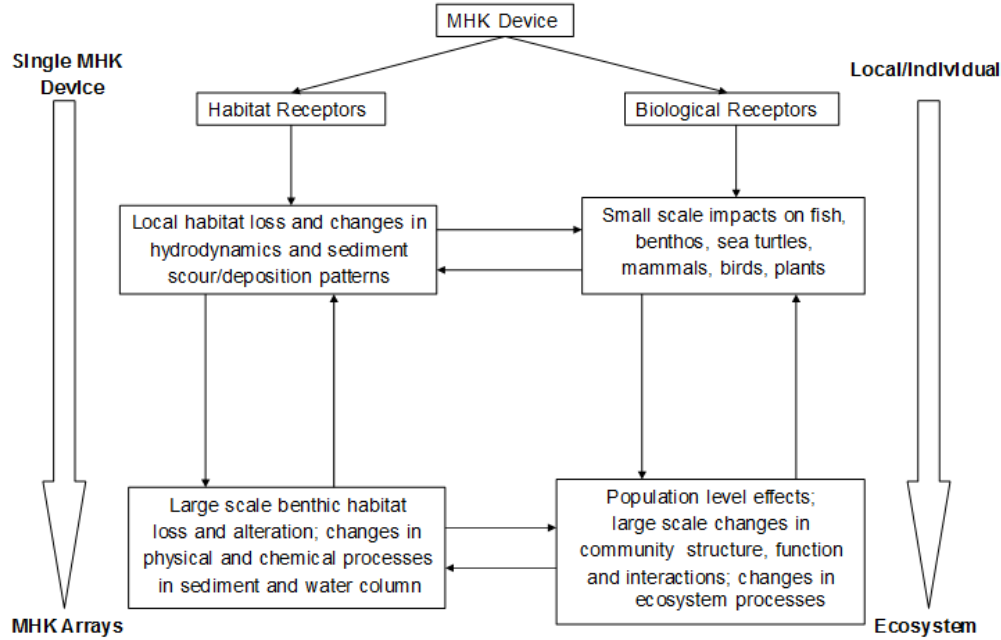 MHK Device
Single MHK
Device
Local/Individual
Habitat Receptors
Biological Receptors
Local habitat loss and changes in
hydrodynamics and sediment
scour/deposition patterns
Small scale impacts on fish,
benthos, sea turtles,
mammals, birds, plants
Large scale benthic habitat
loss and alteration; changes in
physical and chemical processes
in sediment and water column
Population level effects;
large scale changes in
community structure, function
and interactions; changes in
ecosystem processes
MHK Arrays
Ecosystem